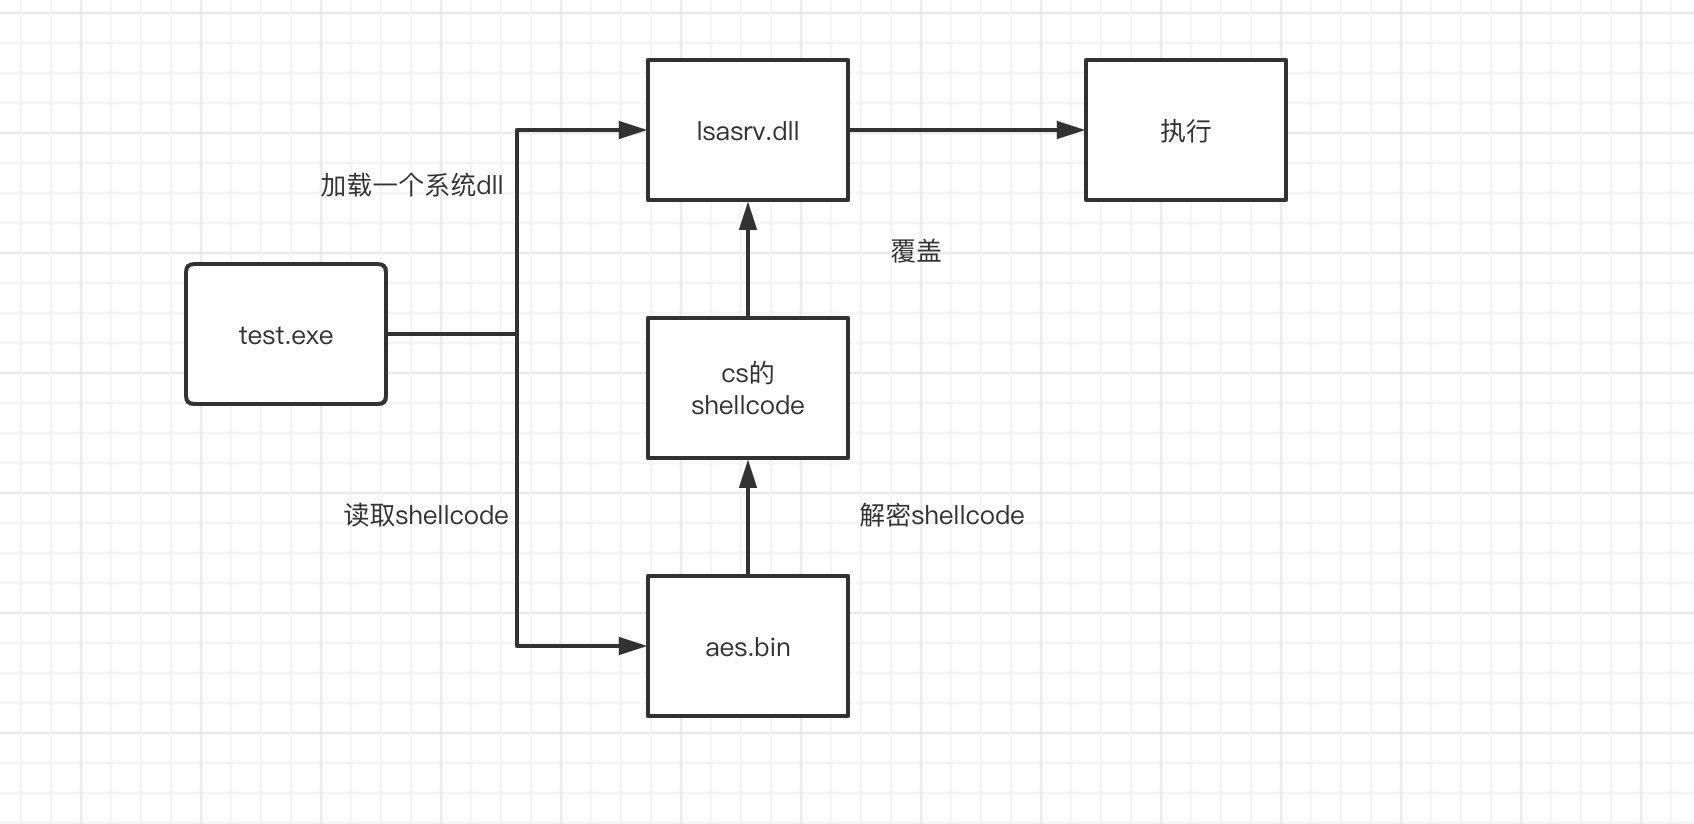 lsasrv.dll
执行
加载一个系统dll
覆盖
test.exe
cs的
shellcode
读取shellcode
解密shellcode
aes.bin